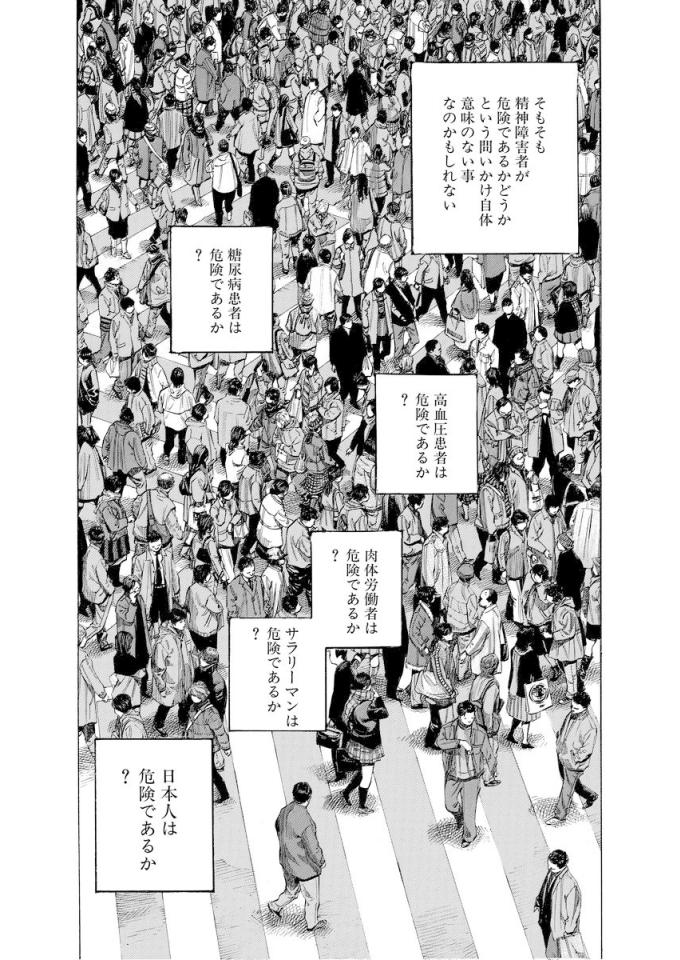 そもそも
精神障害者が
危険であるかどうか
という問いかけ自体
意味のない事
なのかもしれない
糖尿病患者は
危険であるか
？
高血圧患者は
危険であるか
？
肉体労働者は
危険であるか
？
サラリーマンは
危険であるか
？
日本人は
危険であるか
？